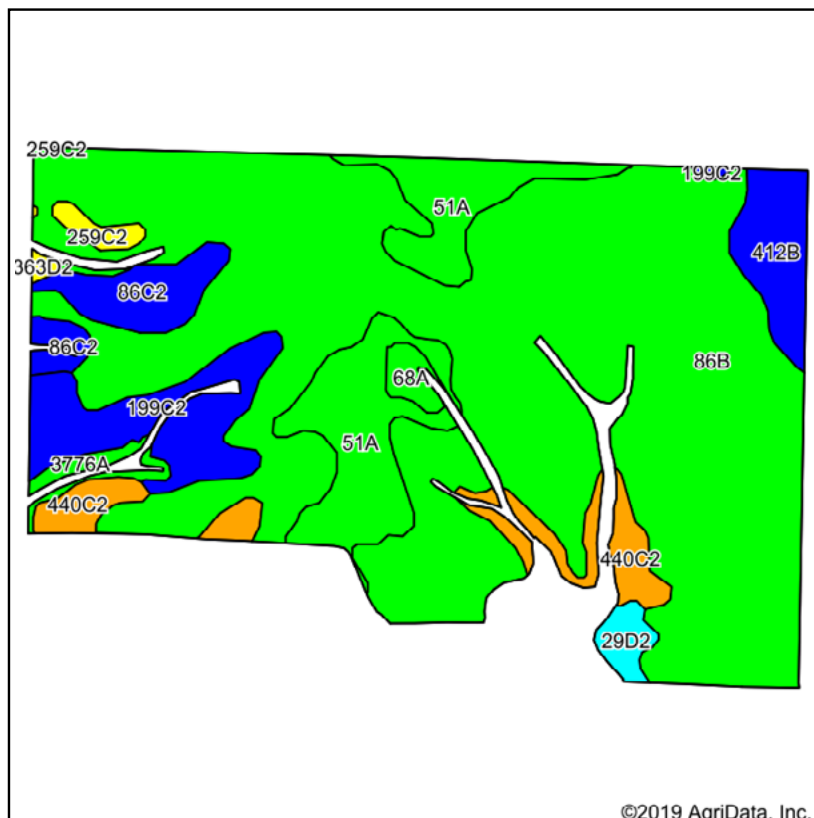 259C2
199C2
51A
259C2
412B
363D2
86C2
86C2
86B
68A
199C2
51A
3776A
440C2
440C2
29D2
©2019 AgriData, Inc.